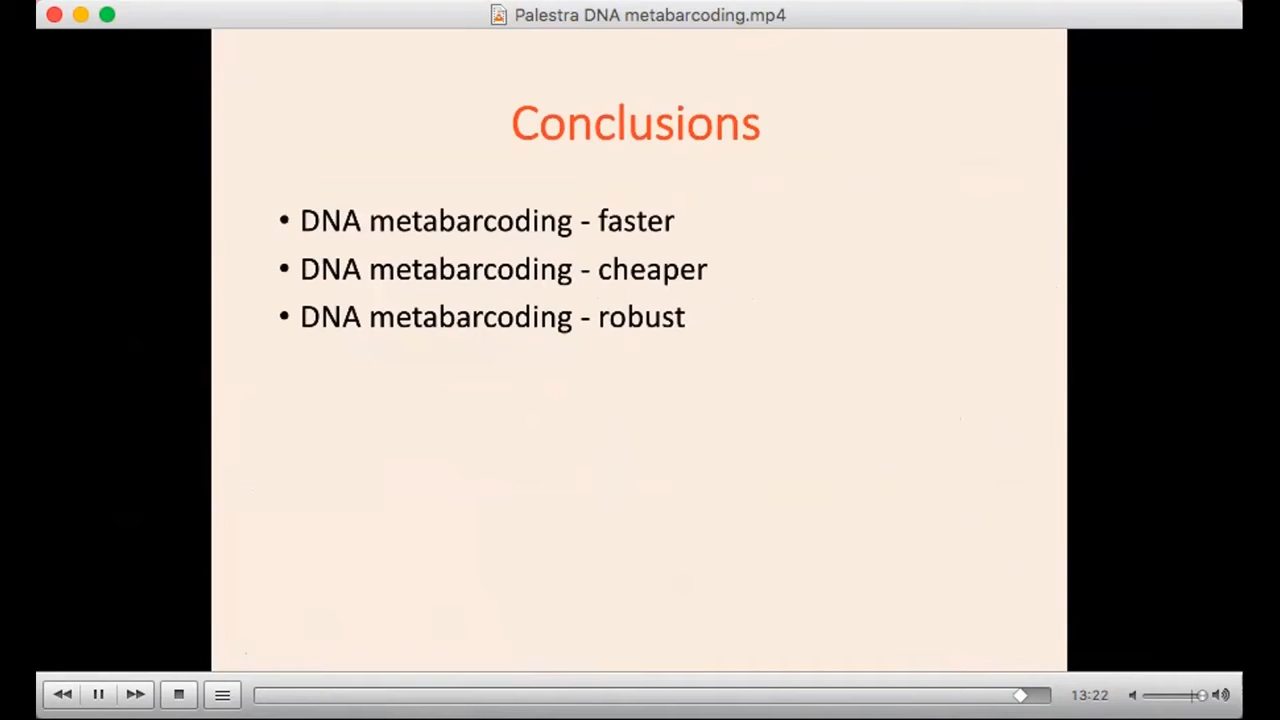 Palestra DNA metabarcoding.mp4
Conclusions
• DNA metabarcoding - faster
• DNA metabarcoding - cheaper
• DNA metabarcoding - robust
13:22